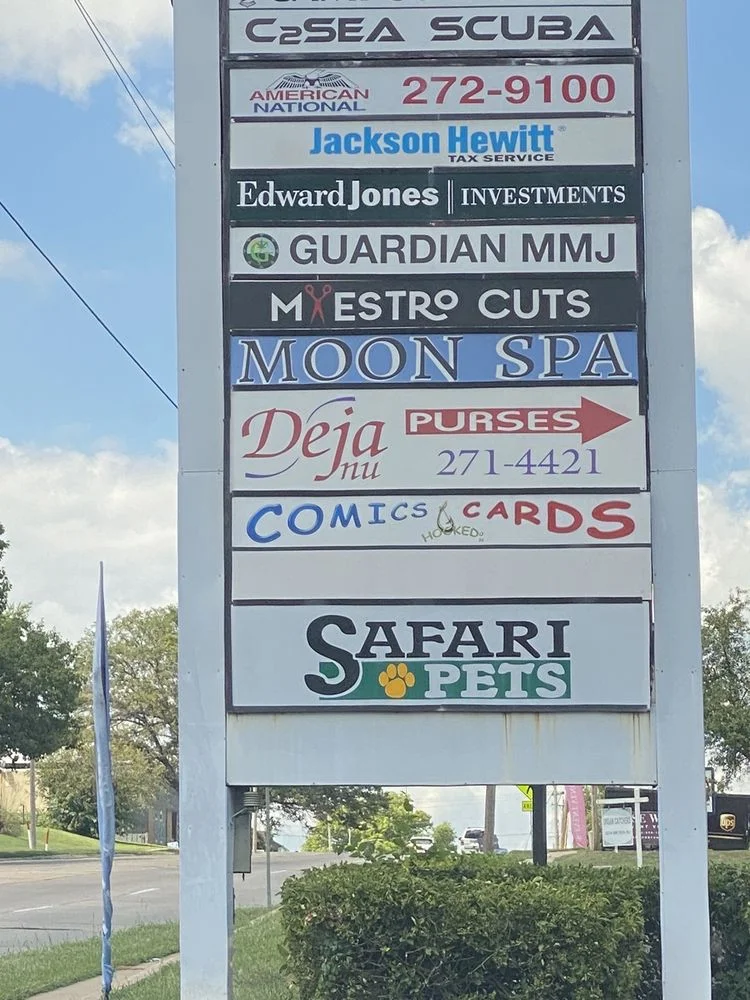 C2SEA SCUBA
AMERICAN NATIONAL 272-9100
Jackson Hewitt®
TAX SERVICE
Edward Jones | INVESTMENTS
G GUARDIAN MMJ
MAESTRO CUTS
MOON SPA
Deja nu
PURSES
271-4421
COMICS HOOKED CARDS
SAFARI
PETS
ups